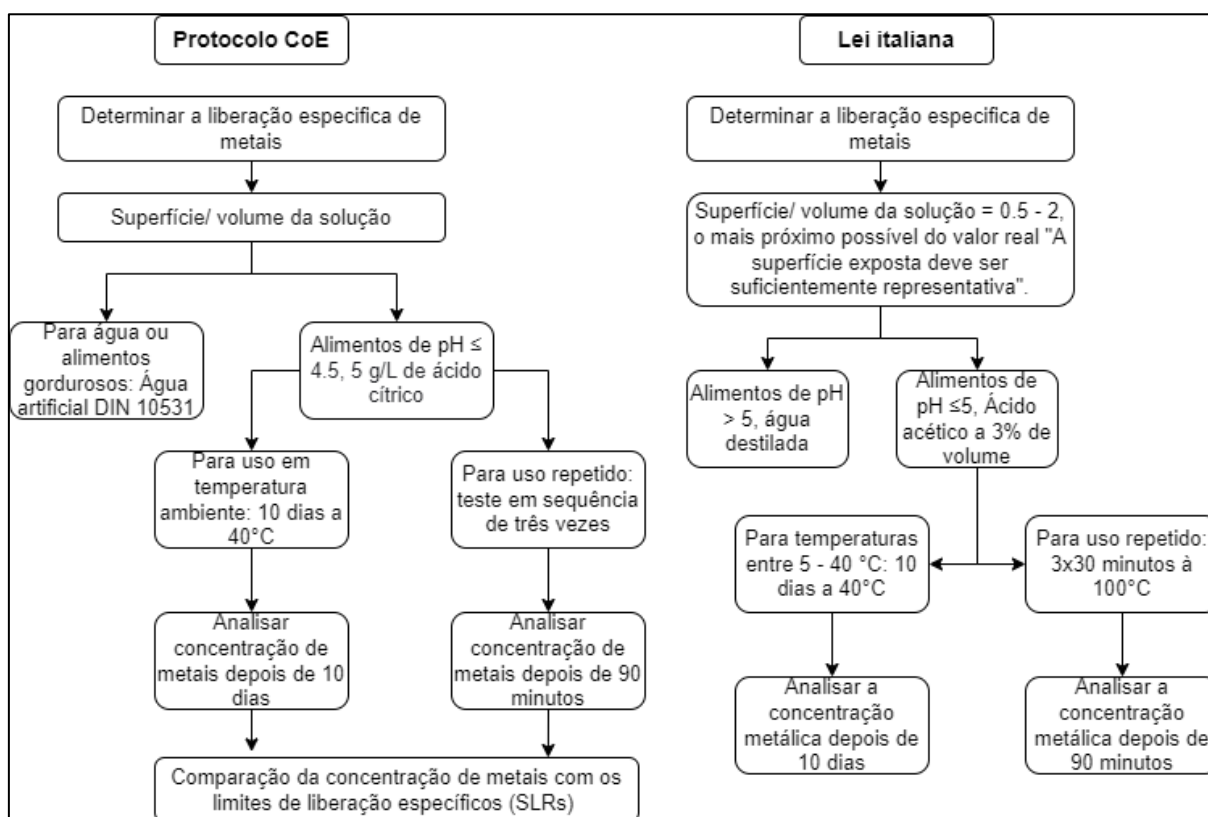 Protocolo CoE
Determinar a liberação especifica de
metais
Superfície/ volume da solução
Para água ou
alimentos
gordurosos: Água
artificial DIN 10531
Alimentos de pH ≤
4.5, 5 g/L de ácido
cítrico
Para uso em
temperatura
ambiente: 10 dias a
40°C
Para uso repetido:
teste em sequência
de três vezes
Analisar
concentração de
metais depois de 10
dias
Analisar
concentração de
metais depois de 90
minutos
Comparação da concentração de metais com os
limites de liberação específicos (SLRs)
Lei italiana
Determinar a liberação especifica de
metais
Superfície/ volume da solução = 0.5 - 2,
o mais próximo possível do valor real "A
superfície exposta deve ser
suficientemente representativa".
Alimentos de pH
> 5, água
destilada
Alimentos de
pH ≤5, Ácido
acético a 3% de
volume
Para temperaturas
entre 5 - 40 °C: 10
dias a 40°C
Para uso repetido:
3x30 minutos à
100°C
Analisar a
concentração
metálica depois de
10 dias
Analisar a
concentração
metálica depois de
90 minutos